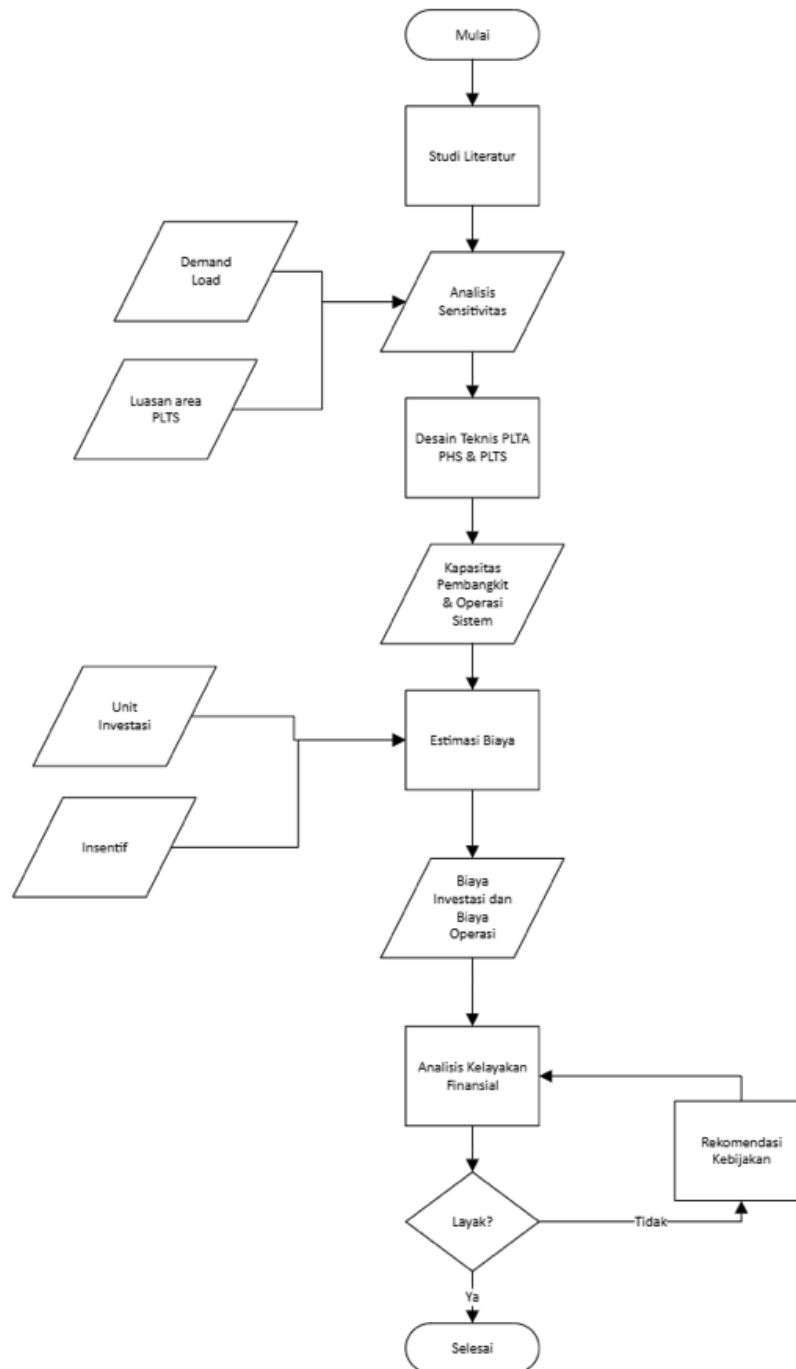 Mulai
Studi Literatur
Demand
Load
Analisis
Sensitivitas
Luasan area
PLTS
Desain Teknis PLTA
PHS & PLTS
Kapasitas
Pembangkit
& Operasi
Sistem
Unit
Investasi
Estimasi Biaya
Insentif
Biaya
Investasi dan
Biaya
Operasi
Analisis Kelayakan
Finansial
Rekomendasi
Kebijakan
Layak?
Tidak
Ya
Selesai